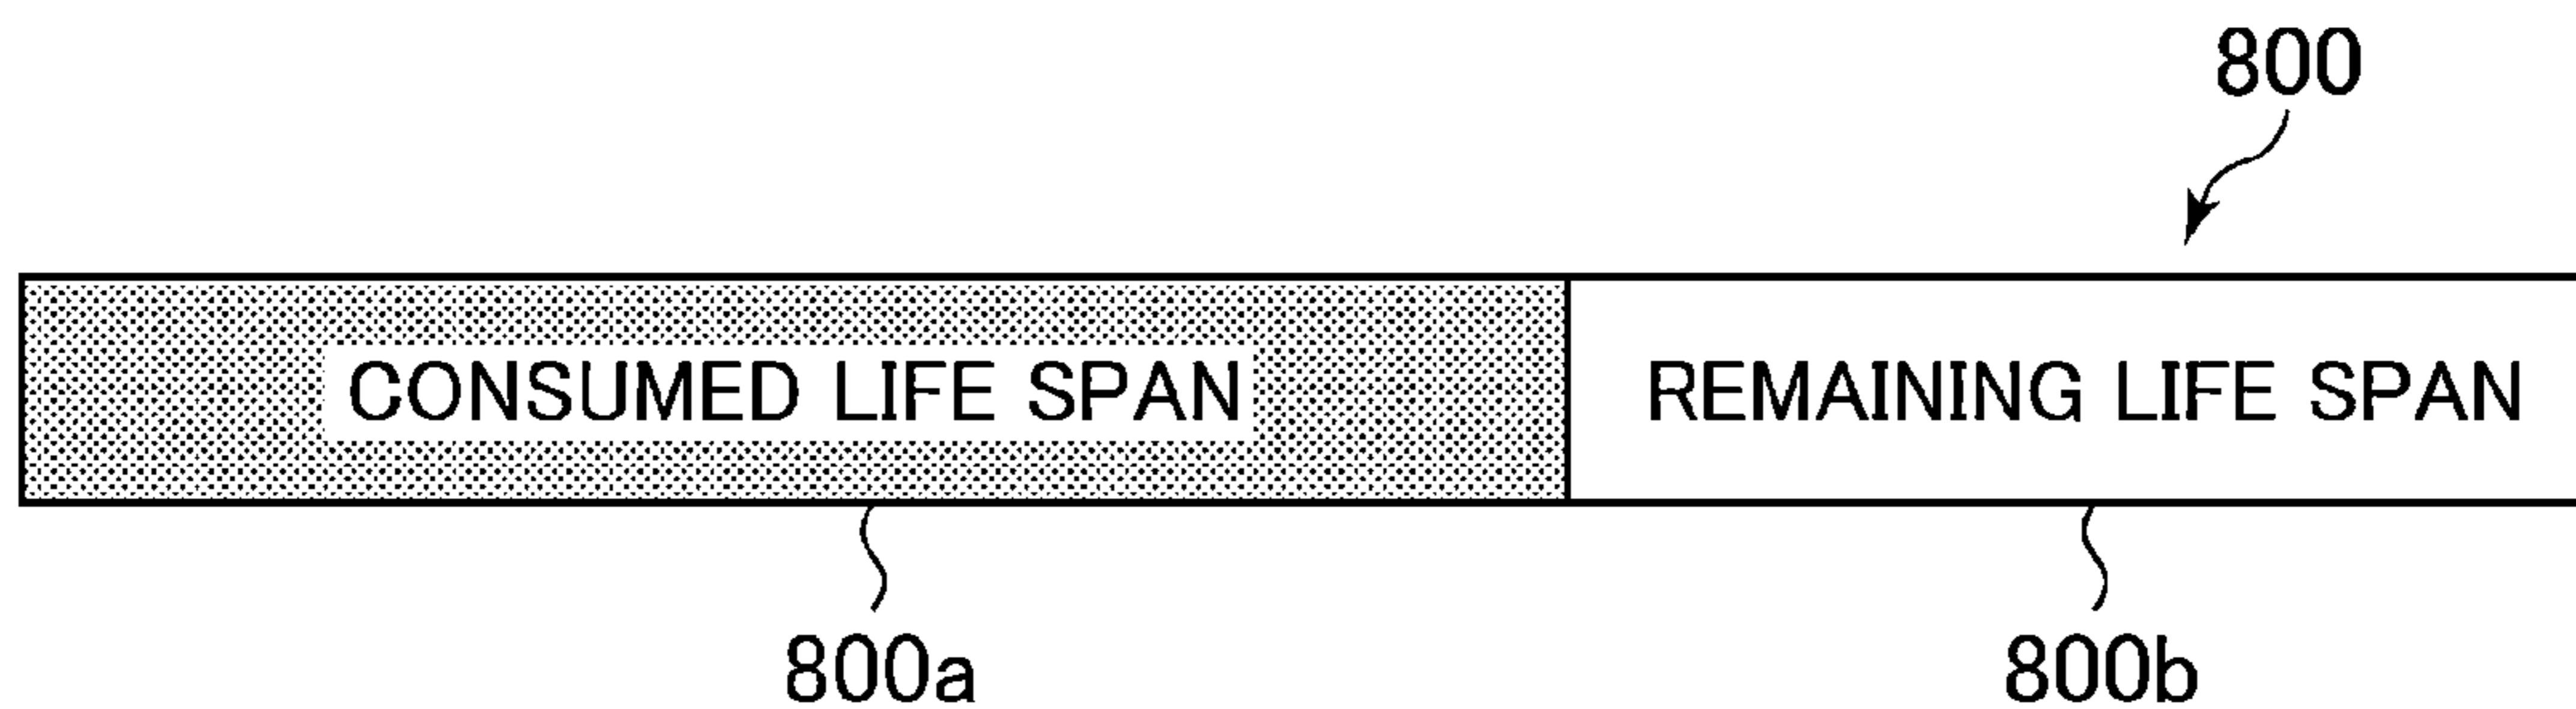 800
CONSUMED LIFE SPAN REMAINING LIFE SPAN
800a 800b